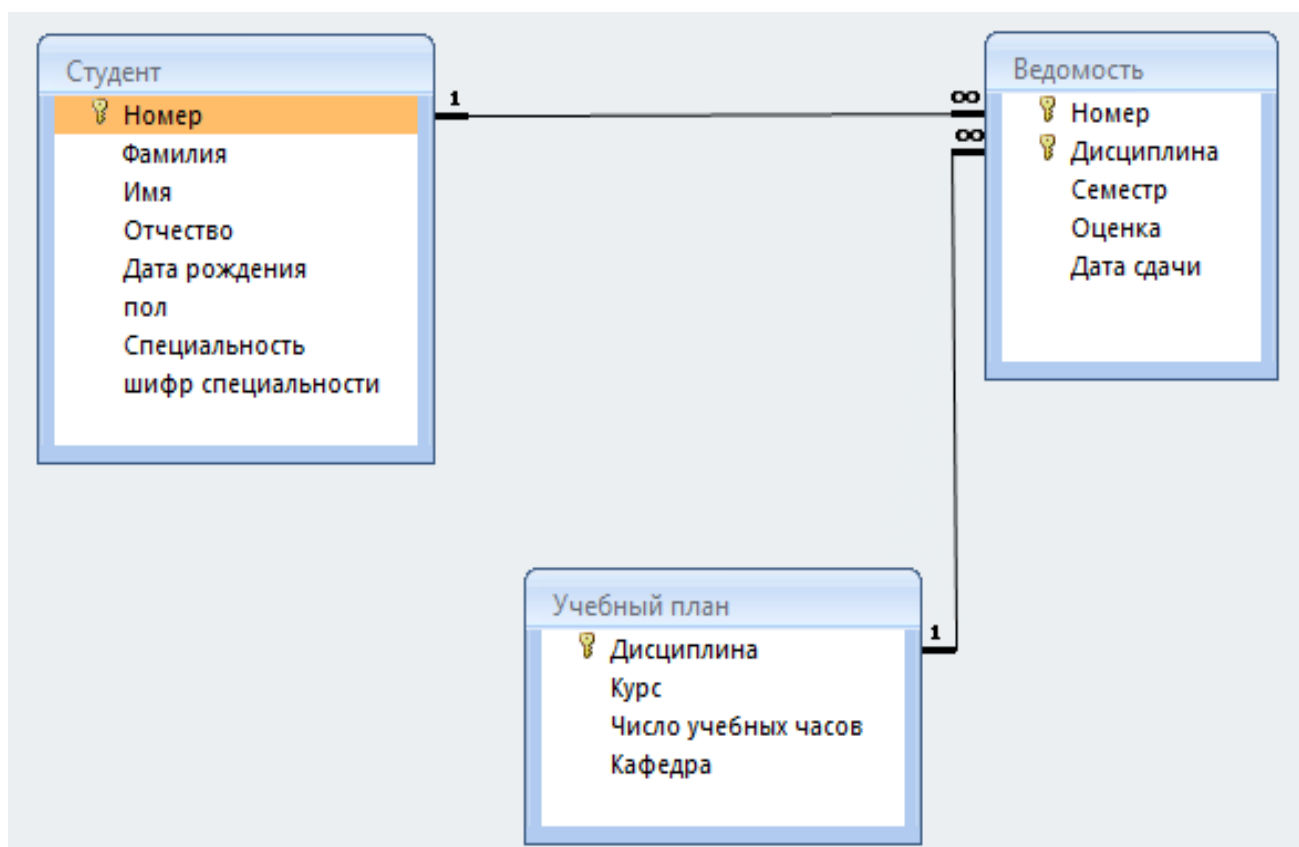 Студент
Номер
Фамилия
Имя
Отчество
Дата рождения
пол
Специальность
шифр специальности
1
∞
∞
Ведомость
Номер
Дисциплина
Семестр
Оценка
Дата сдачи
Учебный план
Дисциплина
Курс
Число учебных часов
Кафедра
1